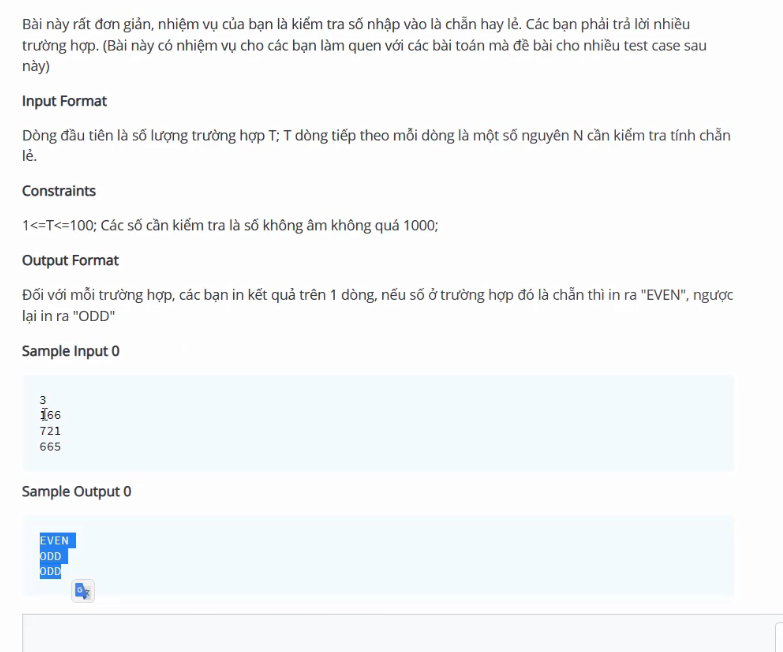 Bài này rất đơn giản, nhiệm vụ của bạn là kiểm tra số nhập vào là chẵn hay lẻ. Các bạn phải trả lời nhiều
trường hợp. (Bài này có nhiệm vụ cho các bạn làm quen với các bài toán mà đề bài cho nhiều test case sau
này)
Input Format
Dòng đầu tiên là số lượng trường hợp T; T dòng tiếp theo mỗi dòng là một số nguyên N cần kiểm tra tính chẵn
lẻ.
Constraints
1<=T<=100; Các số cần kiểm tra là số không âm không quá 1000;
Output Format
Đối với mỗi trường hợp, các bạn in kết quả trên 1 dòng, nếu số ở trường hợp đó là chẵn thì in ra "EVEN", ngược
lại in ra "ODD"
Sample Input 0
3
166
721
665
Sample Output 0
EVEN
ODD
ODD